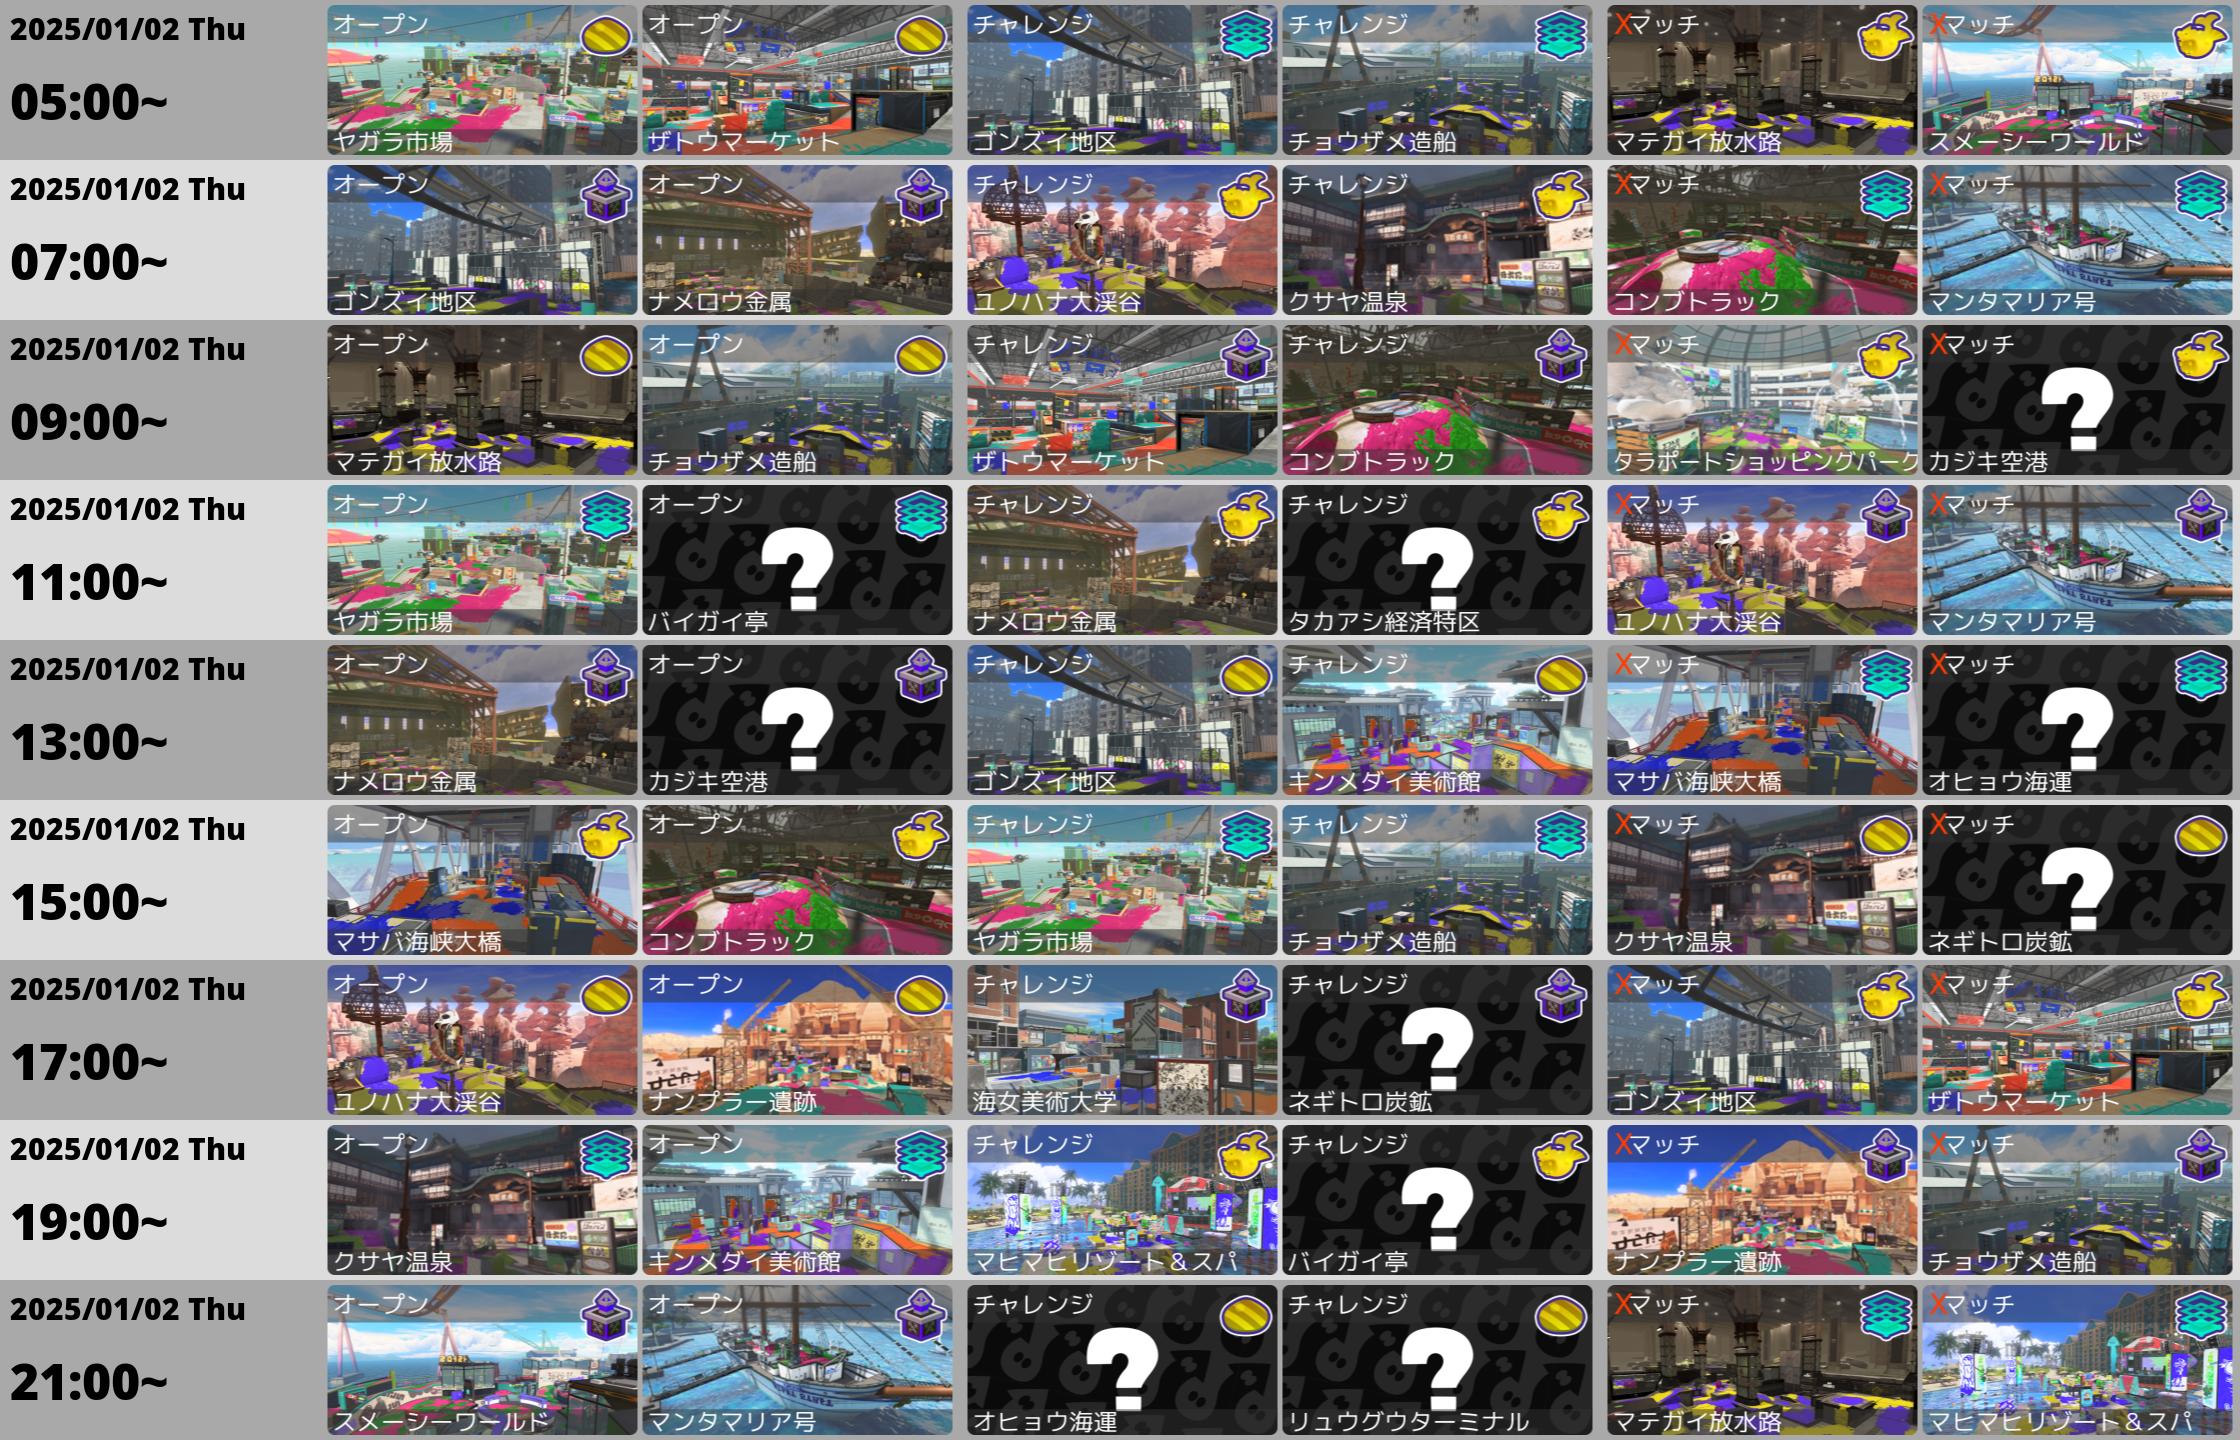 2025/01/02 Thu
05:00~
オープン
ヤガラ市場
オープン
ザトウマーケット
チャレンジ
ゴンズイ地区
チャレンジ
チョウザメ造船
Xマッチ
マテガイ放水路
Xマッチ
スメーシーワールド
2025/01/02 Thu
07:00~
オープン
ゴンズイ地区
オープン
ナメロウ金属
チャレンジ
ユノハナ大渓谷
チャレンジ
クサヤ温泉
Xマッチ
コンブトラック
Xマッチ
マンタマリア号
2025/01/02 Thu
09:00~
オープン
マテガイ放水路
オープン
チョウザメ造船
チャレンジ
ザトウマーケット
チャレンジ
コンブトラック
Xマッチ
タラポートショッピングパーク
Xマッチ
?
カジキ空港
2025/01/02 Thu
11:00~
オープン
ヤガラ市場
オープン
?
バイガイ亭
チャレンジ
ナメロウ金属
チャレンジ
?
タカアシ経済特区
Xマッチ
ユノハナ大渓谷
Xマッチ
マンタマリア号
2025/01/02 Thu
13:00~
オープン
ナメロウ金属
オープン
?
カジキ空港
チャレンジ
ゴンズイ地区
チャレンジ
キンメダイ美術館
Xマッチ
マサバ海峡大橋
Xマッチ
?
オヒョウ海運
2025/01/02 Thu
15:00~
オープン
マサバ海峡大橋
オープン
コンブトラック
チャレンジ
ヤガラ市場
チャレンジ
チョウザメ造船
Xマッチ
クサヤ温泉
Xマッチ
?
ネギトロ炭鉱
2025/01/02 Thu
17:00~
オープン
ユノハナ大渓谷
オープン
ナンプラー遺跡
チャレンジ
海女美術大学
チャレンジ
?
ネギトロ炭鉱
Xマッチ
ゴンズイ地区
Xマッチ
ザトウマーケット
2025/01/02 Thu
19:00~
オープン
クサヤ温泉
オープン
キンメダイ美術館
チャレンジ
マヒマヒリゾート＆スパ
チャレンジ
?
バイガイ亭
Xマッチ
ナンプラー遺跡
Xマッチ
チョウザメ造船
2025/01/02 Thu
21:00~
オープン
スメーシーワールド
オープン
マンタマリア号
チャレンジ
?
オヒョウ海運
チャレンジ
?
リュウグウターミナル
Xマッチ
マテガイ放水路
Xマッチ
マヒマヒリゾート＆スパ